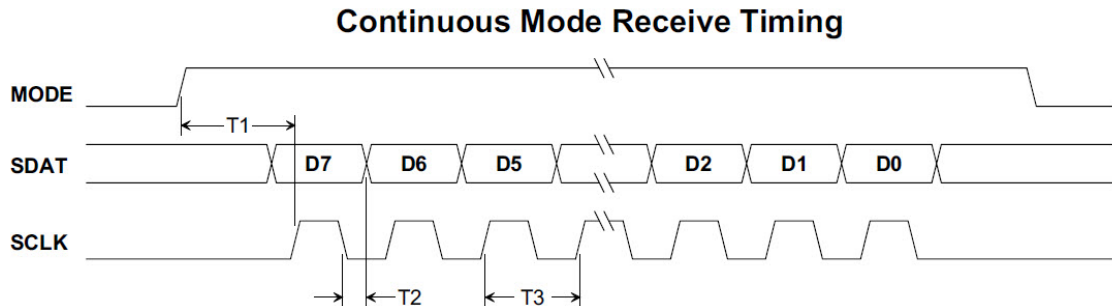 Continuous Mode Receive Timing
MODE
T1
SDAT D7 D6 D5 D2 D1 D0
SCLK
T2 T3